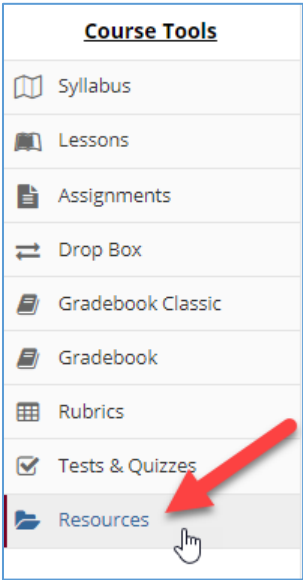 Course Tools
Syllabus
Lessons
Assignments
Drop Box
Gradebook Classic
Gradebook
Rubrics
Tests & Quizzes
Resources